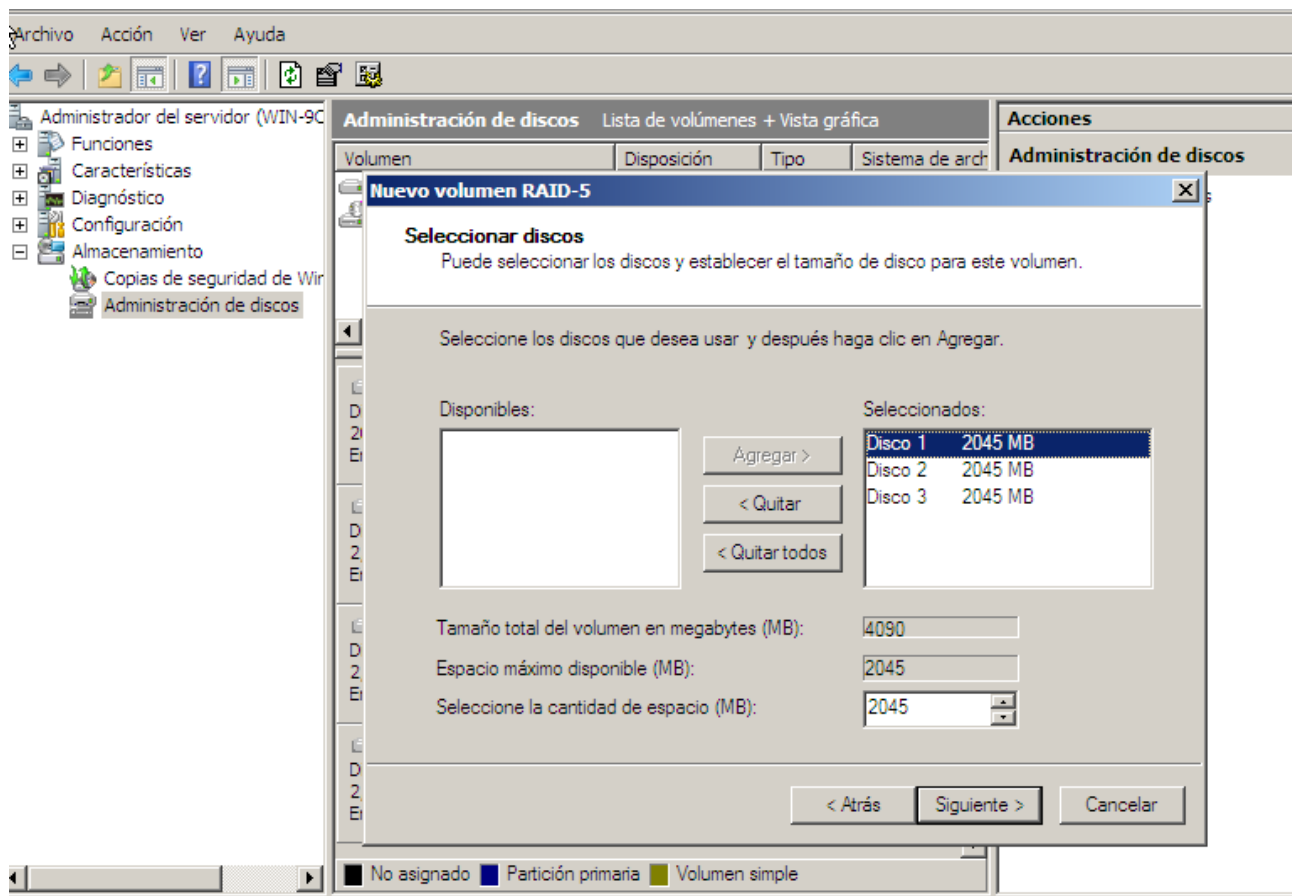 Archivo Acción Ver Ayuda
Administrador del servidor (WIN-9C
Funciones
Características
Diagnóstico
Configuración
Almacenamiento
Copias de seguridad de Wir
Administración de discos
Administración de discos Lista de volúmenes + Vista gráfica
Volumen Disposición Tipo Sistema de arch
Acciones
Administración de discos
Nuevo volumen RAID-5
Seleccionar discos
Puede seleccionar los discos y establecer el tamaño de disco para este volumen.
Seleccione los discos que desea usar y después haga clic en Agregar.
Disponibles: Seleccionados:
Agregar >
< Quitar
< Quitar todos
Disco 1 2045 MB
Disco 2 2045 MB
Disco 3 2045 MB
Tamaño total del volumen en megabytes (MB): 4090
Espacio máximo disponible (MB): 2045
Seleccione la cantidad de espacio (MB): 2045
< Atrás Siguiente > Cancelar
No asignado Partición primaria Volumen simple